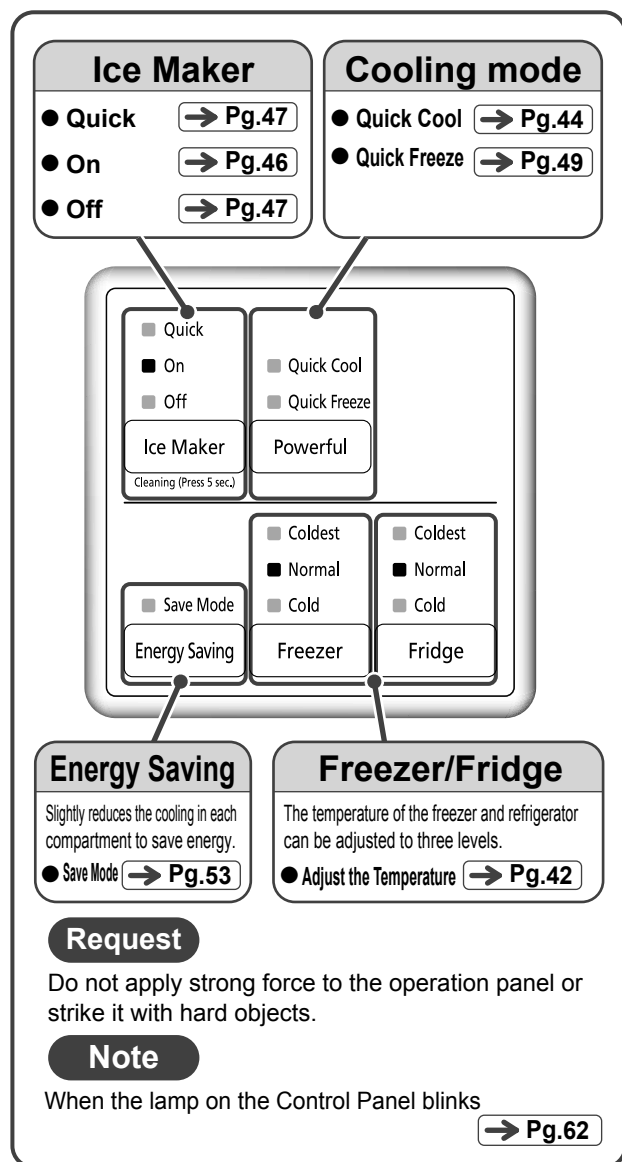 Ice Maker
● Quick → Pg.47
● On → Pg.46
● Off → Pg.47
Cooling mode
● Quick Cool → Pg.44
● Quick Freeze → Pg.49
Quick
On
Off
Ice Maker
Cleaning (Press 5 sec.)
Quick Cool
Quick Freeze
Powerful
Save Mode
Energy Saving
Coldest
Normal
Cold
Freezer
Coldest
Normal
Cold
Fridge
Energy Saving
Slightly reduces the cooling in each
compartment to save energy.
● Save Mode → Pg.53
Freezer/Fridge
The temperature of the freezer and refrigerator
can be adjusted to three levels.
● Adjust the Temperature → Pg.42
Request
Do not apply strong force to the operation panel or
strike it with hard objects.
Note
When the lamp on the Control Panel blinks
→ Pg.62